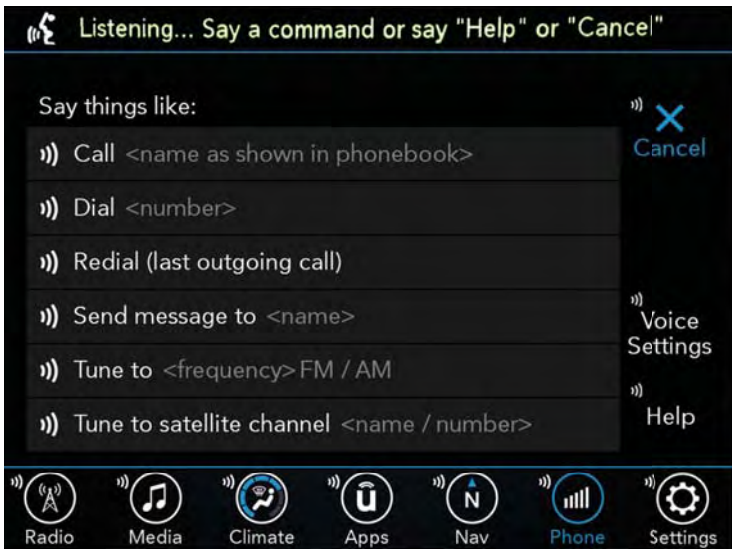 Listening... Say a command or say "Help" or "Cancel"
Say things like:
Cancel
Call <name as shown in phonebook>
Dial <number>
Redial (last outgoing call)
Send message to <name>
Voice
Settings
Tune to <frequency> FM / AM
Help
Tune to satellite channel <name / number>
û N
Radio Media Climate Apps Nav Phone Settings